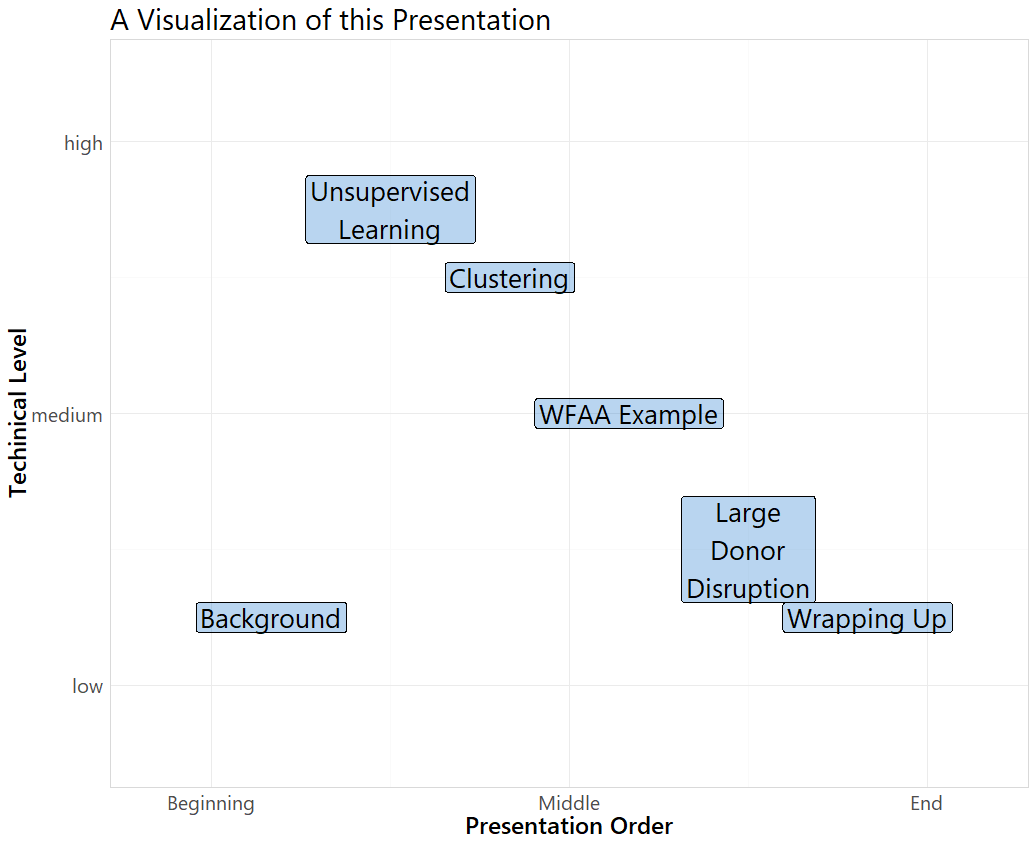 A Visualization of this Presentation
Techinical Level
high
medium
low
Unsupervised
Learning
Clustering
WFAA Example
Large
Donor
Disruption
Background
Wrapping Up
Beginning
Middle
End
Presentation Order